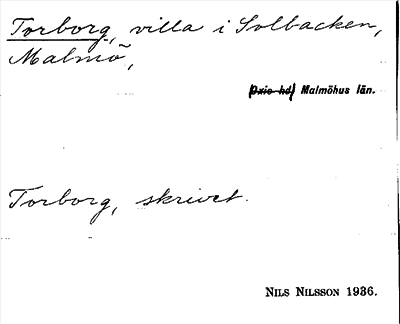 Torborg, villa i Solbacken,
Malmö,
Oxie hd, Malmöhus län.
Torborg, skrivet.
NILS NILSSON 1936.